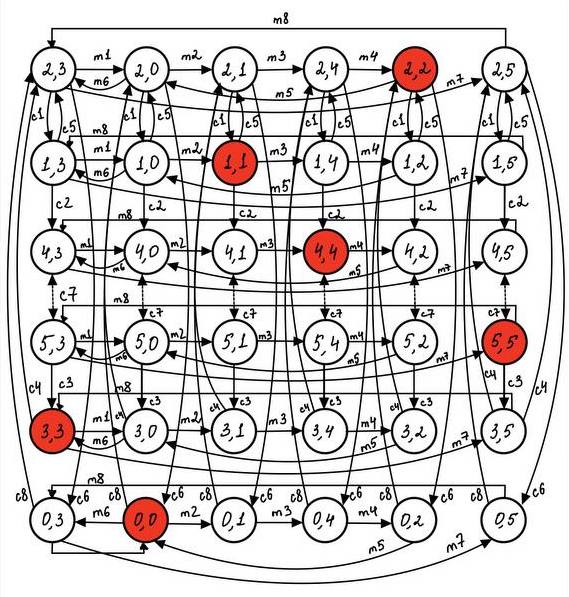 m8
2,3 m1 2,0 m2 2,1 m3 2,4 m4 2,2 2,5
m6 m5 m7
c1 c5 c1 c5 c1 c5 c1 c5 c1 c5 c1 c5
m8
1,3 m1 1,0 m2 1,1 m3 1,4 m4 1,2 1,5
m6 m5 m7
c2 c2 c2 c2 c2 c2
m8
4,3 m1 4,0 m2 4,1 m3 4,4 m4 4,2 4,5
m6 m5 m7
c7 m8 c7 c7 c7 c7 c7
5,3 m1 5,0 m2 5,1 m3 5,4 m4 5,2 5,5
m6 m5 m7
c4 c3 m8 c4 c3 c4 c3 c4 c3 c4 c3 c4 c3 c4
3,3 m1 3,0 m2 3,1 m3 3,4 m4 3,2 3,5
m6 m5 m7
m8
c8 c6 c8 c6 c8 c6 c8 c6 c8 c6 c8 c6
0,3 m6 0,0 m2 0,1 m3 0,4 m4 0,2 0,5
m5 m7